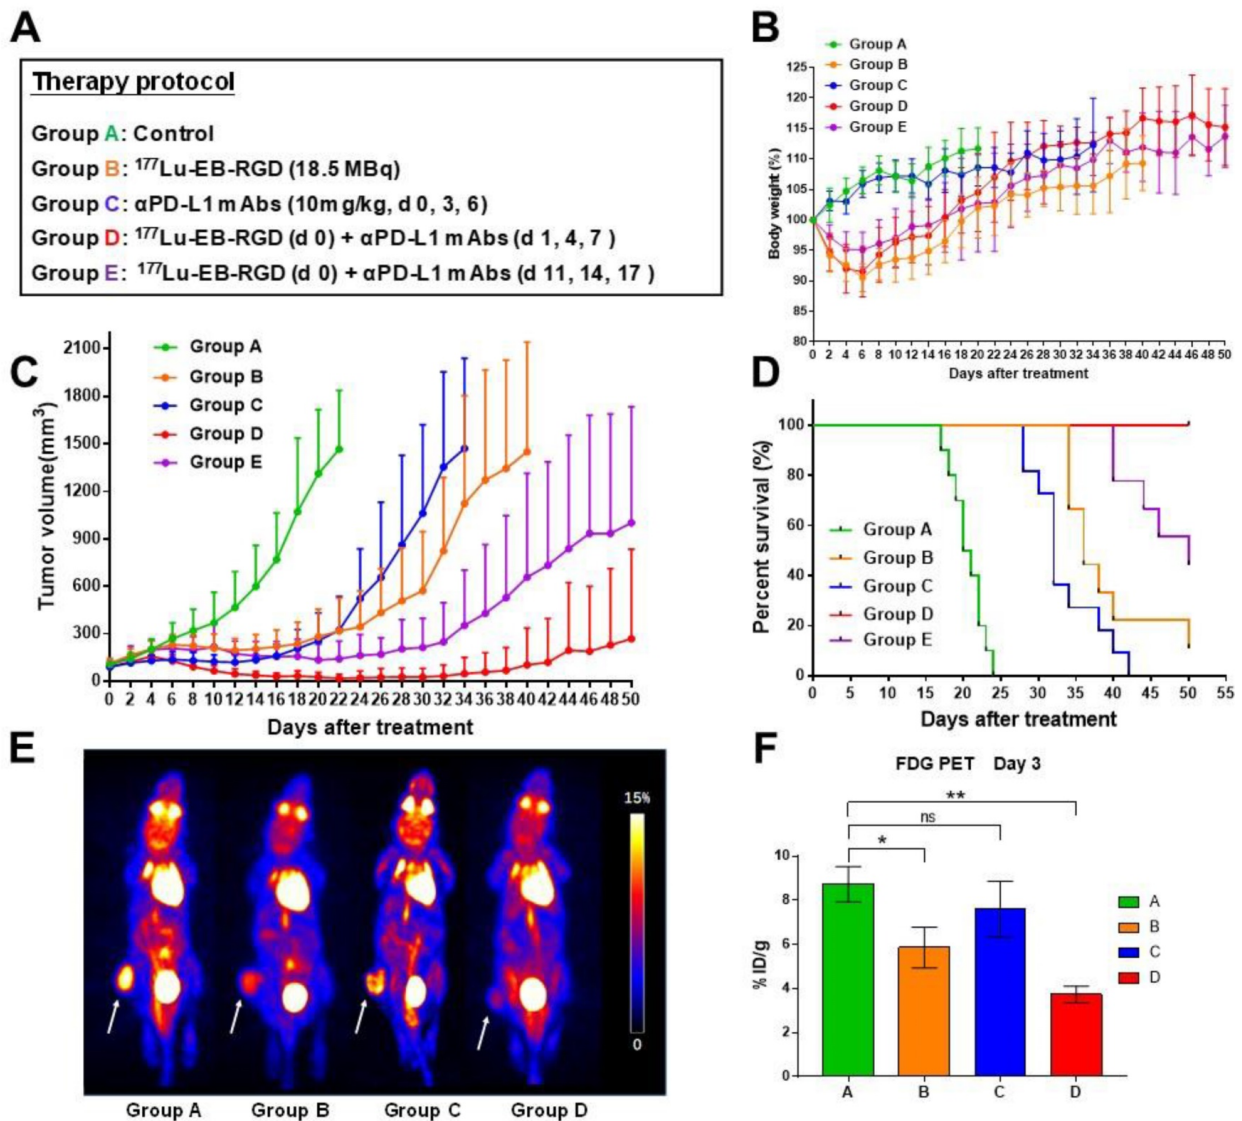 A
Therapy protocol
Group A: Control
Group B: ¹⁷⁷Lu-EB-RGD (18.5 MBq)
Group C: αPD-L1 mAbs (10mg/kg, d 0, 3, 6)
Group D: ¹⁷⁷Lu-EB-RGD (d 0) + αPD-L1 mAbs (d 1, 4, 7 )
Group E: ¹⁷⁷Lu-EB-RGD (d 0) + αPD-L1 mAbs (d 11, 14, 17 )
B
Group A
Group B
Group C
Group D
Group E
Body weight (%)
125
120
115
110
105
100
95
90
85
80
0 2 4 6 8 10 12 14 16 18 20 22 24 26 28 30 32 34 36 38 40 42 44 46 48 50
Days after treatment
C
Group A
Group B
Group C
Group D
Group E
Tumor volume(mm³)
2100
1800
1500
1200
900
600
300
0
0 2 4 6 8 10 12 14 16 18 20 22 24 26 28 30 32 34 36 38 40 42 44 46 48 50
Days after treatment
D
Percent survival (%)
100
80
60
40
20
0
Group A
Group B
Group C
Group D
Group E
0 5 10 15 20 25 30 35 40 45 50 55
Days after treatment
E
15%
0
Group A Group B Group C Group D
F
FDG PET Day 3
**
ns
*
% ID/g
10
8
6
4
2
0
A B C D
A
B
C
D